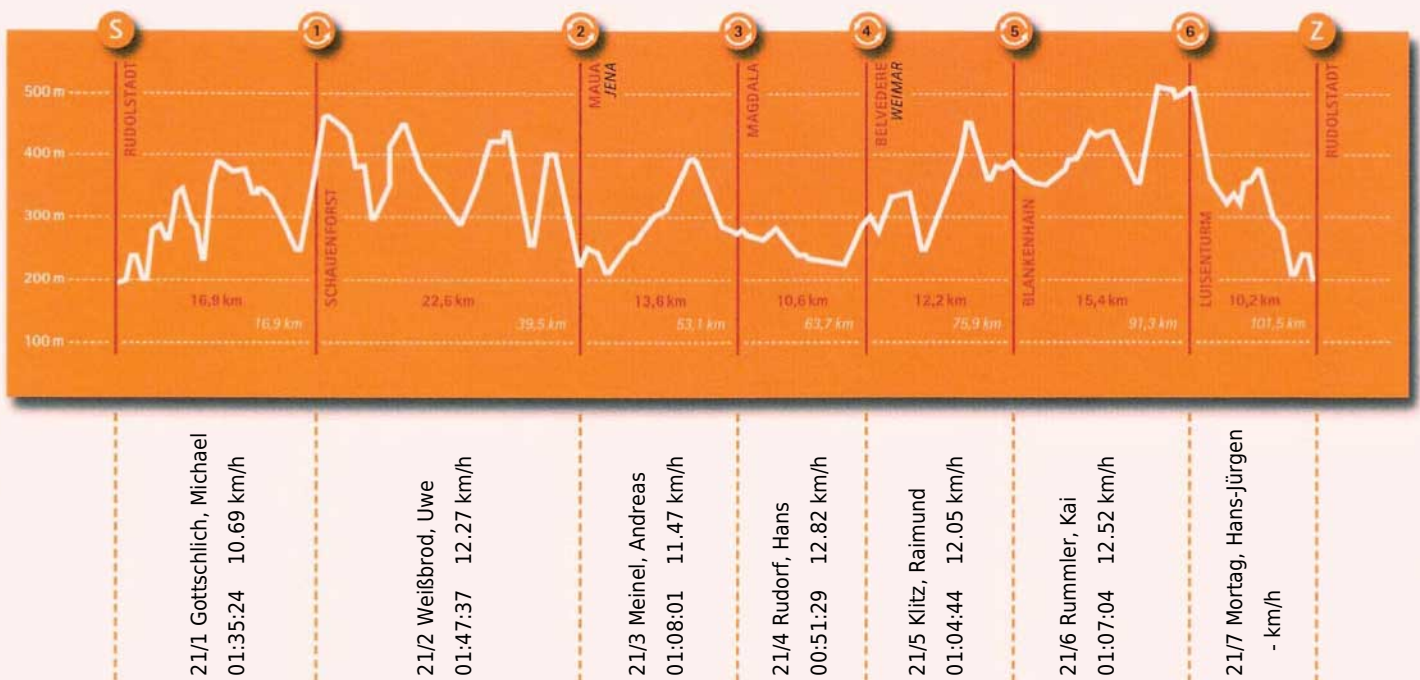 S 1 2 3 4 5 6 Z
RUDOLSTADT
SCHAUENFORST
MAUA
JENA
MAGDALA
BELVEDERE
WEIMAR
BLANKENHAIN
LUISENTURM
RUDOLSTADT
500 m
400 m
300 m
200 m
100 m
16,9 km 22,6 km 13,6 km 10,6 km 12,2 km 15,4 km 10,2 km
16,9 km 39,5 km 53,1 km 63,7 km 75,9 km 91,3 km 101,5 km
21/1 Gottschlich, Michael
01:35:24 10.69 km/h
21/2 Weißbrod, Uwe
01:47:37 12.27 km/h
21/3 Meinel, Andreas
01:08:01 11.47 km/h
21/4 Rudorf, Hans
00:51:29 12.82 km/h
21/5 Klitz, Raimund
01:04:44 12.05 km/h
21/6 Rummler, Kai
01:07:04 12.52 km/h
21/7 Mortag, Hans-Jürgen
- km/h